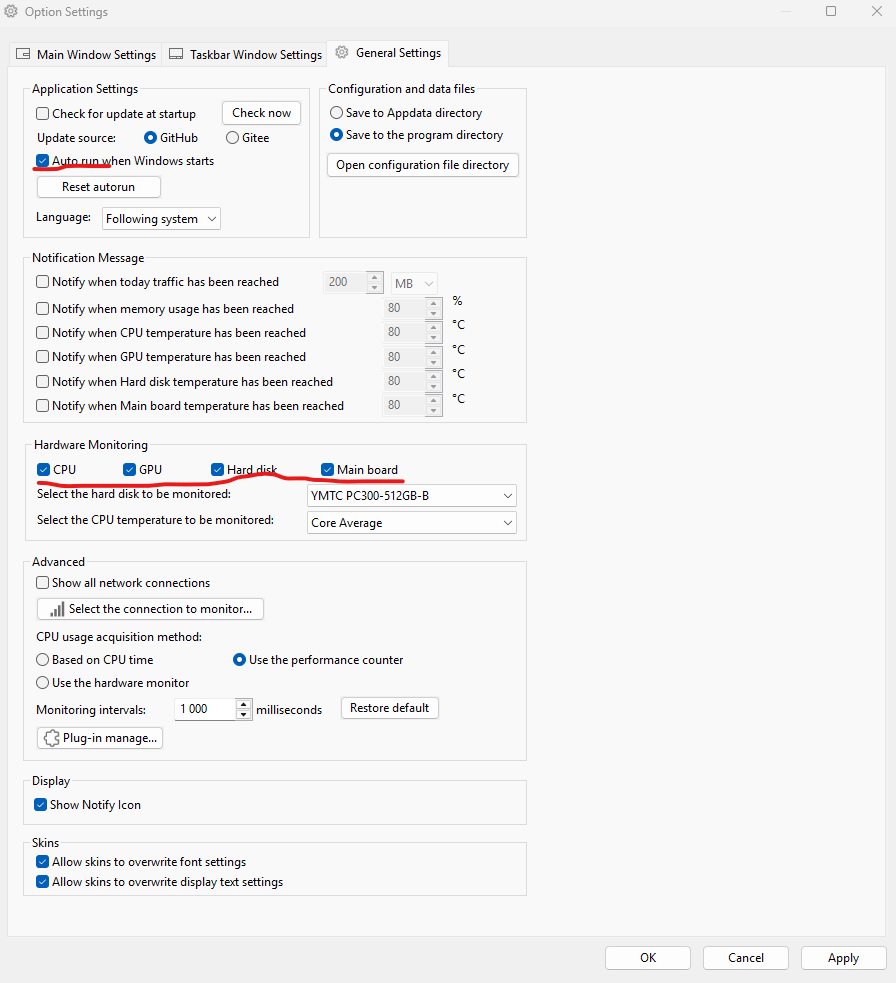 Option Settings
Main Window Settings
Taskbar Window Settings
General Settings
Application Settings
Check for update at startup
Check now
Update source:
GitHub
Gitee
Auto run when Windows starts
Reset autorun
Language:
Following system
Configuration and data files
Save to Appdata directory
Save to the program directory
Open configuration file directory
Notification Message
Notify when today traffic has been reached
200
MB
Notify when memory usage has been reached
80
%
Notify when CPU temperature has been reached
80
°C
Notify when GPU temperature has been reached
80
°C
Notify when Hard disk temperature has been reached
80
°C
Notify when Main board temperature has been reached
80
°C
Hardware Monitoring
CPU
GPU
Hard disk
Main board
Select the hard disk to be monitored:
YMTC PC300-512GB-B
Select the CPU temperature to be monitored:
Core Average
Advanced
Show all network connections
Select the connection to monitor...
CPU usage acquisition method:
Based on CPU time
Use the performance counter
Use the hardware monitor
Monitoring intervals:
1 000
milliseconds
Restore default
Plug-in manage...
Display
Show Notify Icon
Skins
Allow skins to overwrite font settings
Allow skins to overwrite display text settings
OK
Cancel
Apply